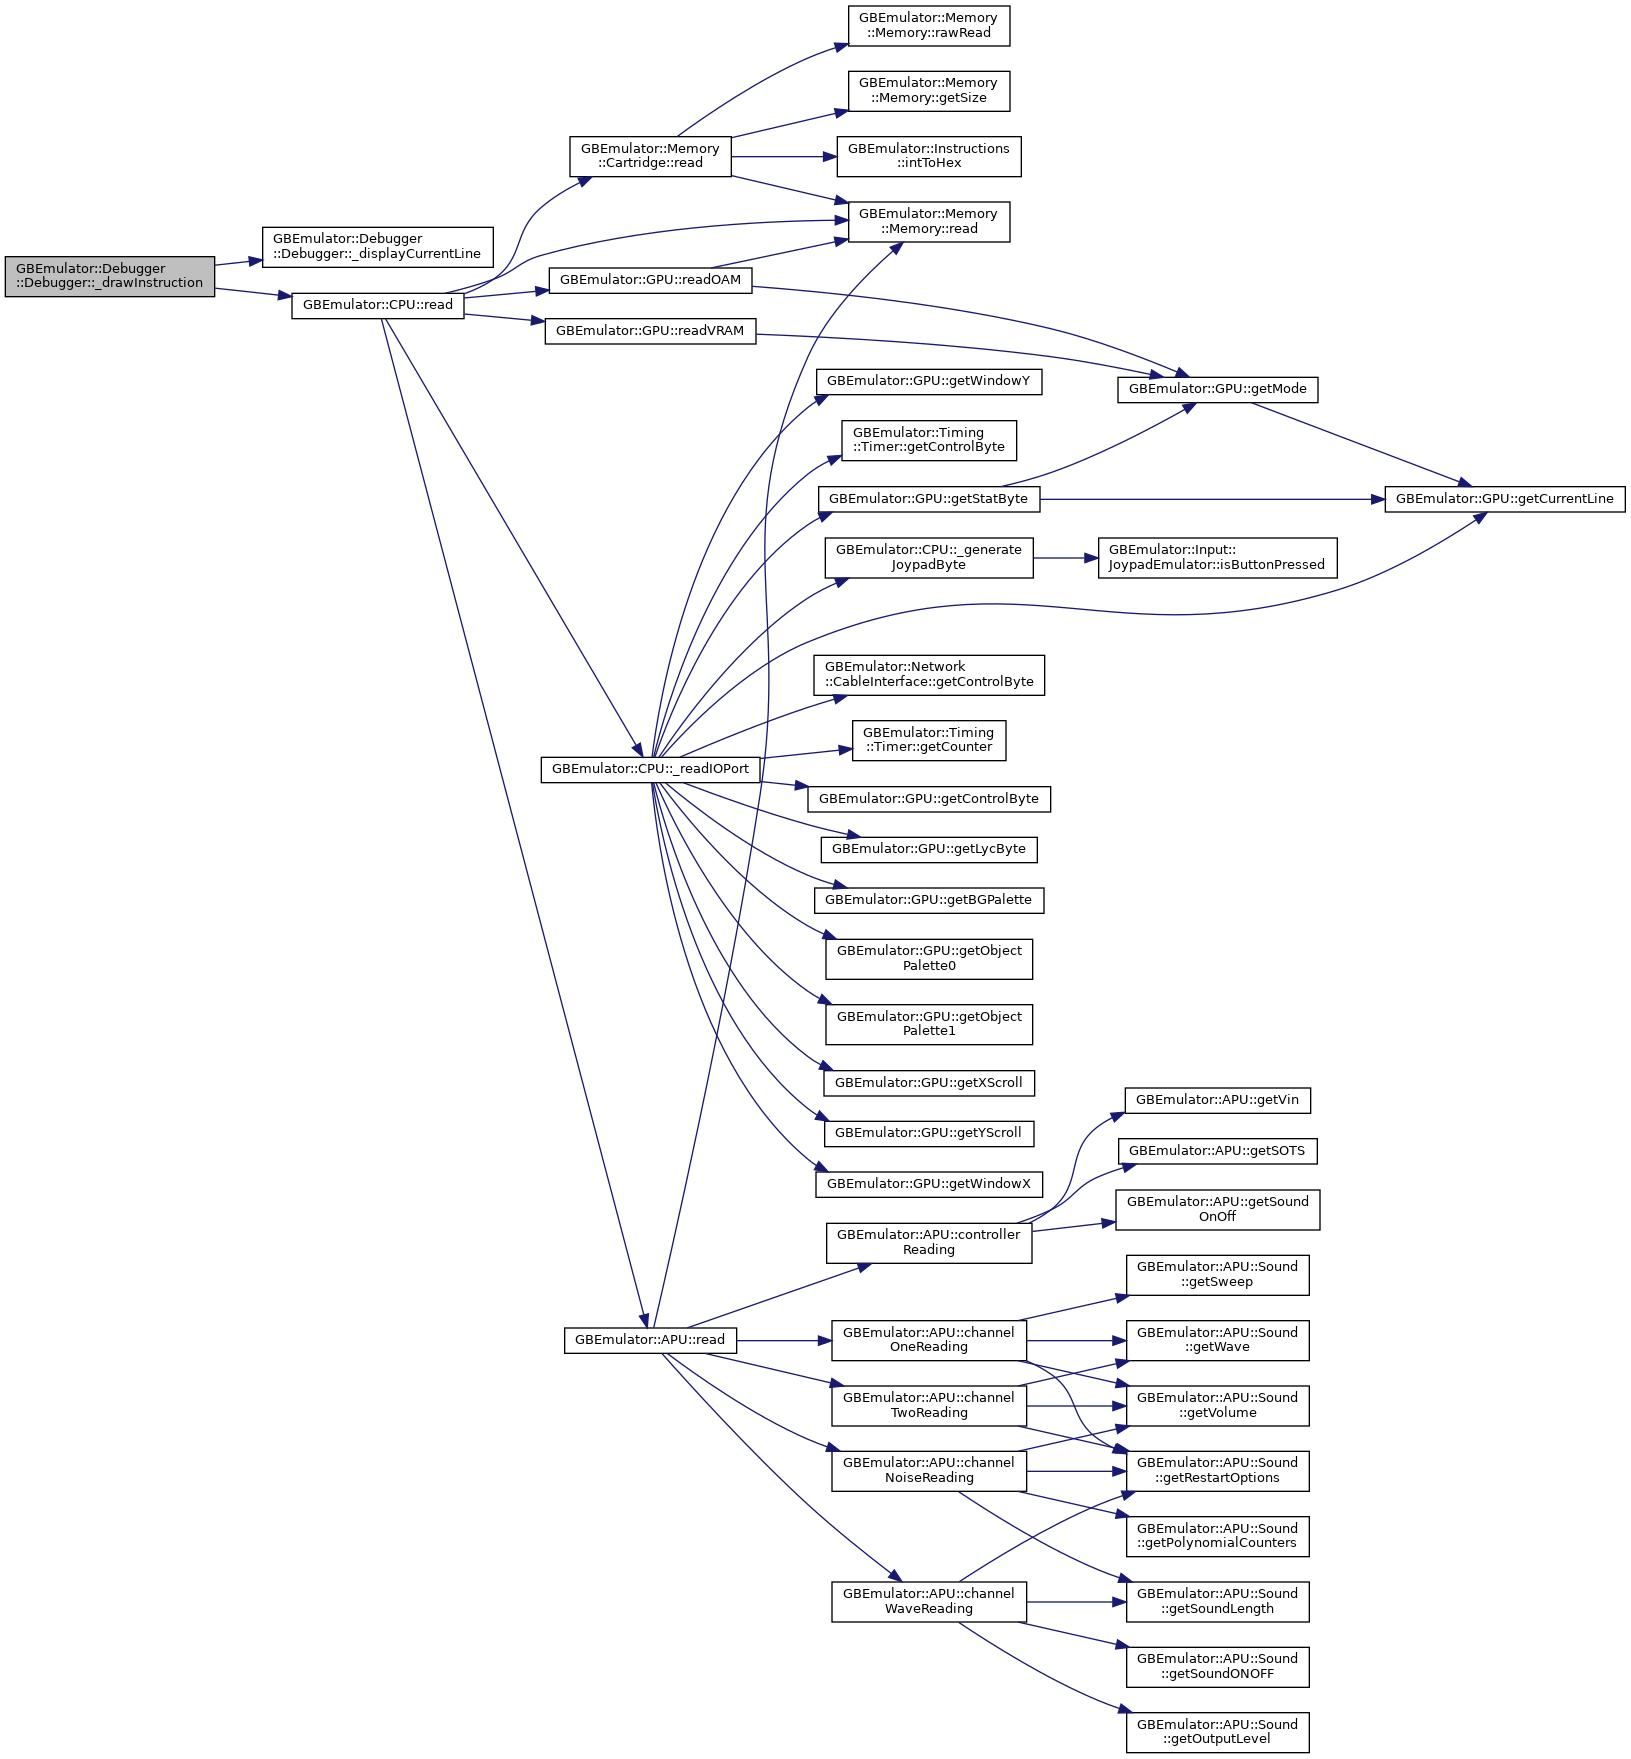 GBEmulator::Memory
::Memory::rawRead
GBEmulator::Memory
::Memory::getSize
GBEmulator::Memory
::Cartridge::read
GBEmulator::Instructions
::intToHex
GBEmulator::Memory
::Memory::read
GBEmulator::Debugger
::Debugger::_displayCurrentLine
GBEmulator::Debugger
::Debugger::_drawInstruction
GBEmulator::CPU::read
GBEmulator::GPU::readOAM
GBEmulator::GPU::readVRAM
GBEmulator::GPU::getWindowY
GBEmulator::GPU::getMode
GBEmulator::Timing
::Timer::getControlByte
GBEmulator::GPU::getStatByte
GBEmulator::GPU::getCurrentLine
GBEmulator::CPU::_generate
JoypadByte
GBEmulator::Input::
JoypadEmulator::isButtonPressed
GBEmulator::Network
::CableInterface::getControlByte
GBEmulator::Timing
::Timer::getCounter
GBEmulator::CPU::_readIOPort
GBEmulator::GPU::getControlByte
GBEmulator::GPU::getLycByte
GBEmulator::GPU::getBGPalette
GBEmulator::GPU::getObject
Palette0
GBEmulator::GPU::getObject
Palette1
GBEmulator::GPU::getXScroll
GBEmulator::GPU::getYScroll
GBEmulator::GPU::getWindowX
GBEmulator::APU::getVin
GBEmulator::APU::getSOTS
GBEmulator::APU::getSound
OnOff
GBEmulator::APU::controller
Reading
GBEmulator::APU::Sound
::getSweep
GBEmulator::APU::read
GBEmulator::APU::channel
OneReading
GBEmulator::APU::Sound
::getWave
GBEmulator::APU::channel
TwoReading
GBEmulator::APU::Sound
::getVolume
GBEmulator::APU::channel
NoiseReading
GBEmulator::APU::Sound
::getRestartOptions
GBEmulator::APU::Sound
::getPolynomialCounters
GBEmulator::APU::channel
WaveReading
GBEmulator::APU::Sound
::getSoundLength
GBEmulator::APU::Sound
::getSoundONOFF
GBEmulator::APU::Sound
::getOutputLevel